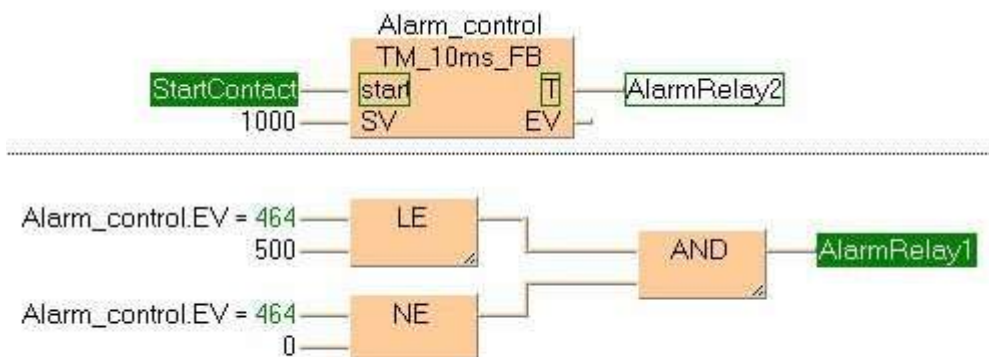 Alarm_control
TM_10ms_FB
StartContact start T AlarmRelay2
1000 SV EV
Alarm_control.EV = 464 LE
500 AND AlarmRelay1
Alarm_control.EV = 464 NE
0